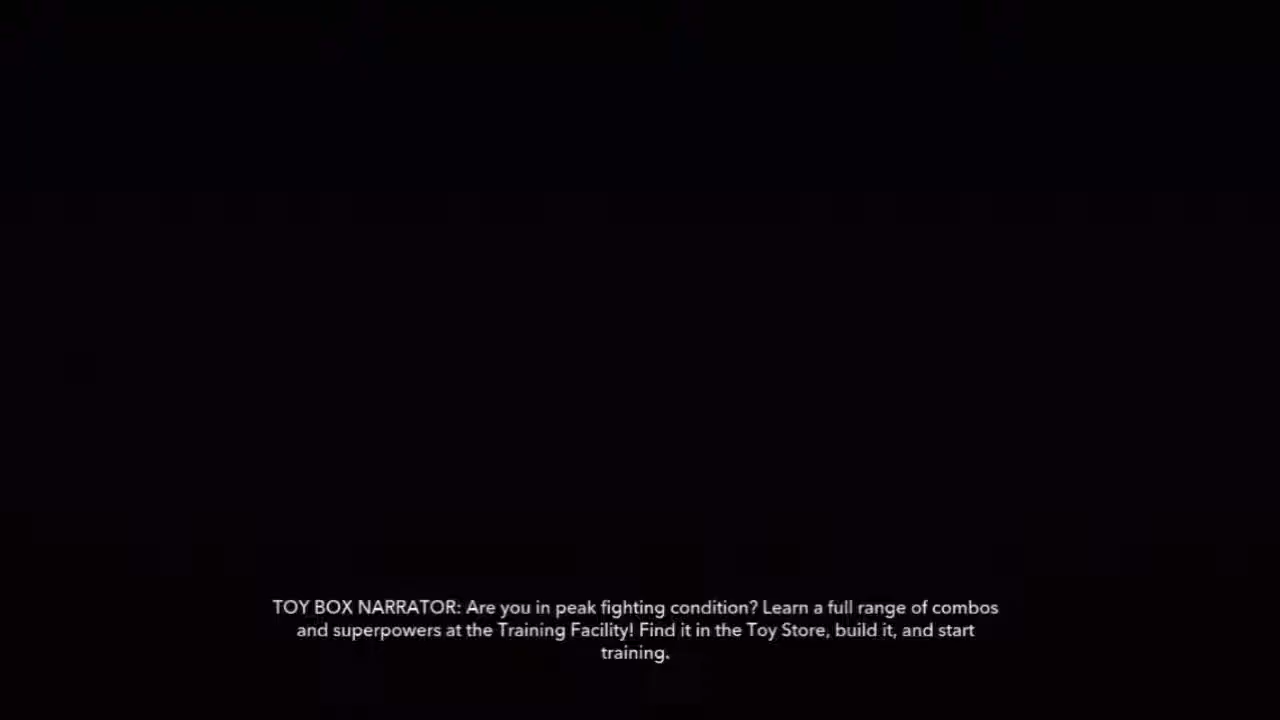 TOY BOX NARRATOR: Are you in peak fighting condition? Learn a full range of combos
and superpowers at the Training Facility! Find it in the Toy Store, build it, and start
training.